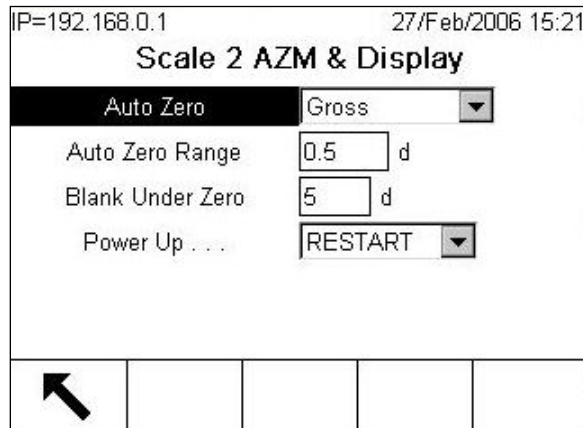 IP=192.168.0.1 27/Feb/2006 15:21
Scale 2 AZM & Display
Auto Zero Gross
Auto Zero Range 0.5 d
Blank Under Zero 5 d
Power Up . . . RESTART